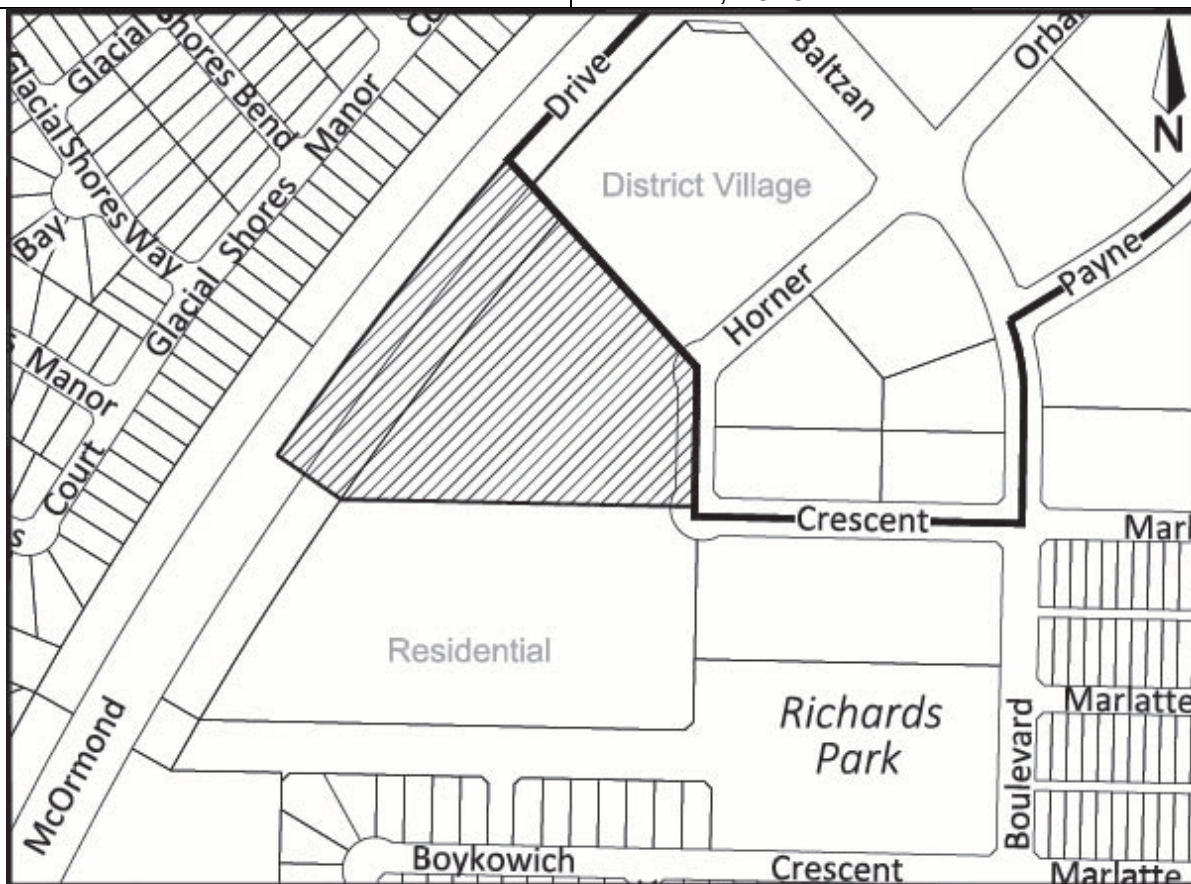 Glacial
Shores Bend
Manor
Drive
Baltzan
N
Glacial Shores Way
Glacial Shores
District Village
Bay
Payne
Horner
Manor
Court
Crescent
Residential
Richards
Park
Marlatte
Boulevard
McOrmond
Boykowich
Crescent
Marlatte